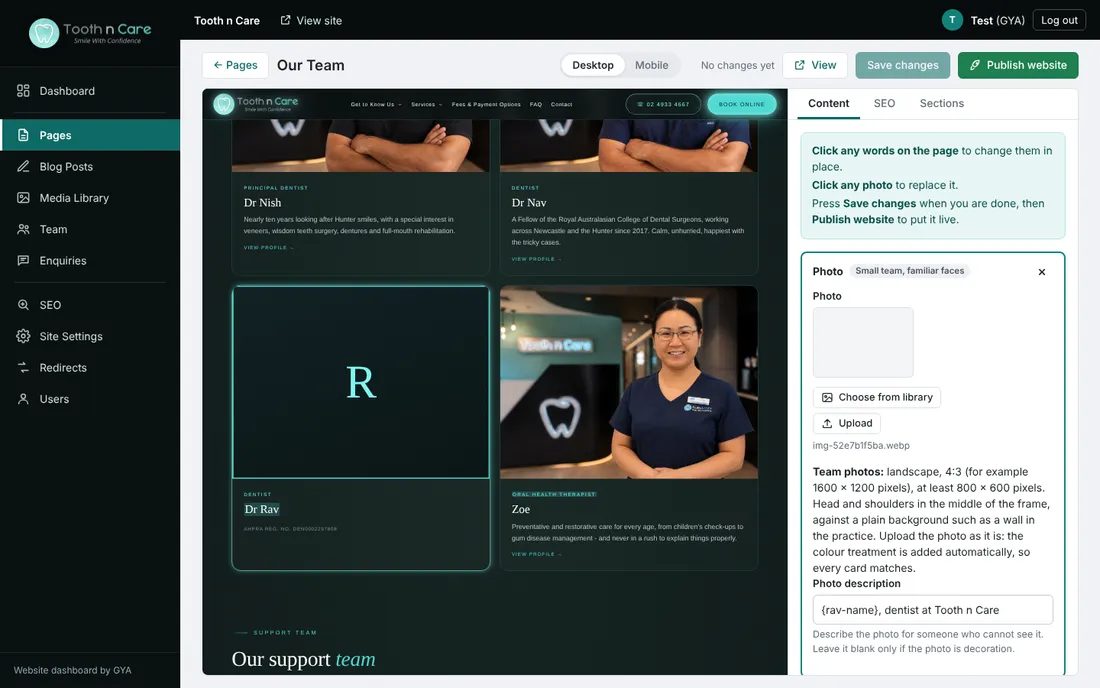 Tooth n Care
Smile With Confidence
Dashboard
Pages
Blog Posts
Media Library
Team
Enquiries
SEO
Site Settings
Redirects
Users
Website dashboard by GYA
Tooth n Care
View site
T
Test (GYA)
Log out
← Pages
Our Team
Desktop
Mobile
No changes yet
View
Save changes
Publish website
Tooth n Care
Smile With Confidence
Get to Know Us
Services
Fees & Payment Options
FAQ
Contact
02 4933 4667
BOOK ONLINE
PRINCIPAL DENTIST
Dr Nish
Nearly ten years looking after Hunter smiles, with a special interest in
veneers, wisdom teeth surgery, dentures and full-mouth rehabilitation.
VIEW PROFILE →
DENTIST
Dr Nav
A Fellow of the Royal Australasian College of Dental Surgeons, working
across Newcastle and the Hunter since 2017. Calm, unhurried, happiest with
the tricky cases.
VIEW PROFILE →
R
DENTIST
Dr Rav
AHPRA REG. NO. DEN0002297868
Tooth n Care
ORAL HEALTH THERAPIST
Zoe
Preventative and restorative care for every age, from children's check-ups to
gum disease management - and never in a rush to explain things properly.
VIEW PROFILE →
SUPPORT TEAM
Our support team
Content
SEO
Sections
Click any words on the page to change them in
place.
Click any photo to replace it.
Press Save changes when you are done, then
Publish website to put it live.
Photo
Small team, familiar faces
×
Photo
Choose from library
Upload
img-52e7b1f5ba.webp
Team photos: landscape, 4:3 (for example
1600 × 1200 pixels), at least 800 × 600 pixels.
Head and shoulders in the middle of the frame,
against a plain background such as a wall in
the practice. Upload the photo as it is: the
colour treatment is added automatically, so
every card matches.
Photo description
{rav-name}, dentist at Tooth n Care
Describe the photo for someone who cannot see it.
Leave it blank only if the photo is decoration.